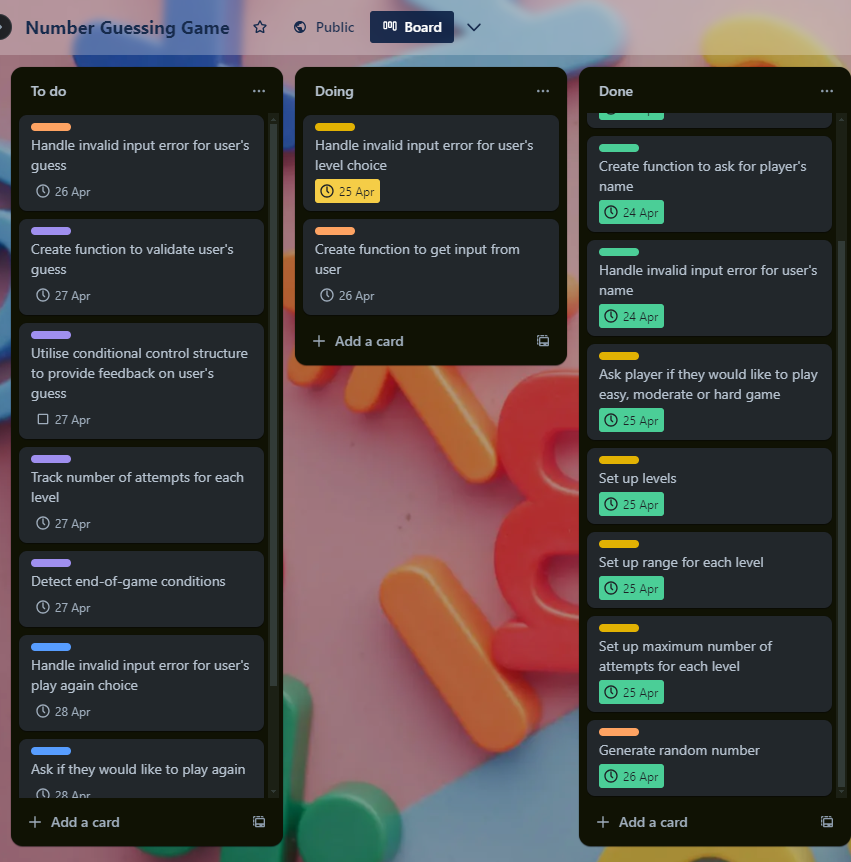 Number Guessing Game
Public
Board
To do
Handle invalid input error for user's
guess
26 Apr
Create function to validate user's
guess
27 Apr
Utilise conditional control structure
to provide feedback on user's
guess
27 Apr
Track number of attempts for each
level
27 Apr
Detect end-of-game conditions
27 Apr
Handle invalid input error for user's
play again choice
28 Apr
Ask if they would like to play again
28 Apr
+ Add a card
Doing
Handle invalid input error for user's
level choice
25 Apr
Create function to get input from
user
26 Apr
+ Add a card
Done
Create function to ask for player's
name
24 Apr
Handle invalid input error for user's
name
24 Apr
Ask player if they would like to play
easy, moderate or hard game
25 Apr
Set up levels
25 Apr
Set up range for each level
25 Apr
Set up maximum number of
attempts for each level
25 Apr
Generate random number
26 Apr
+ Add a card